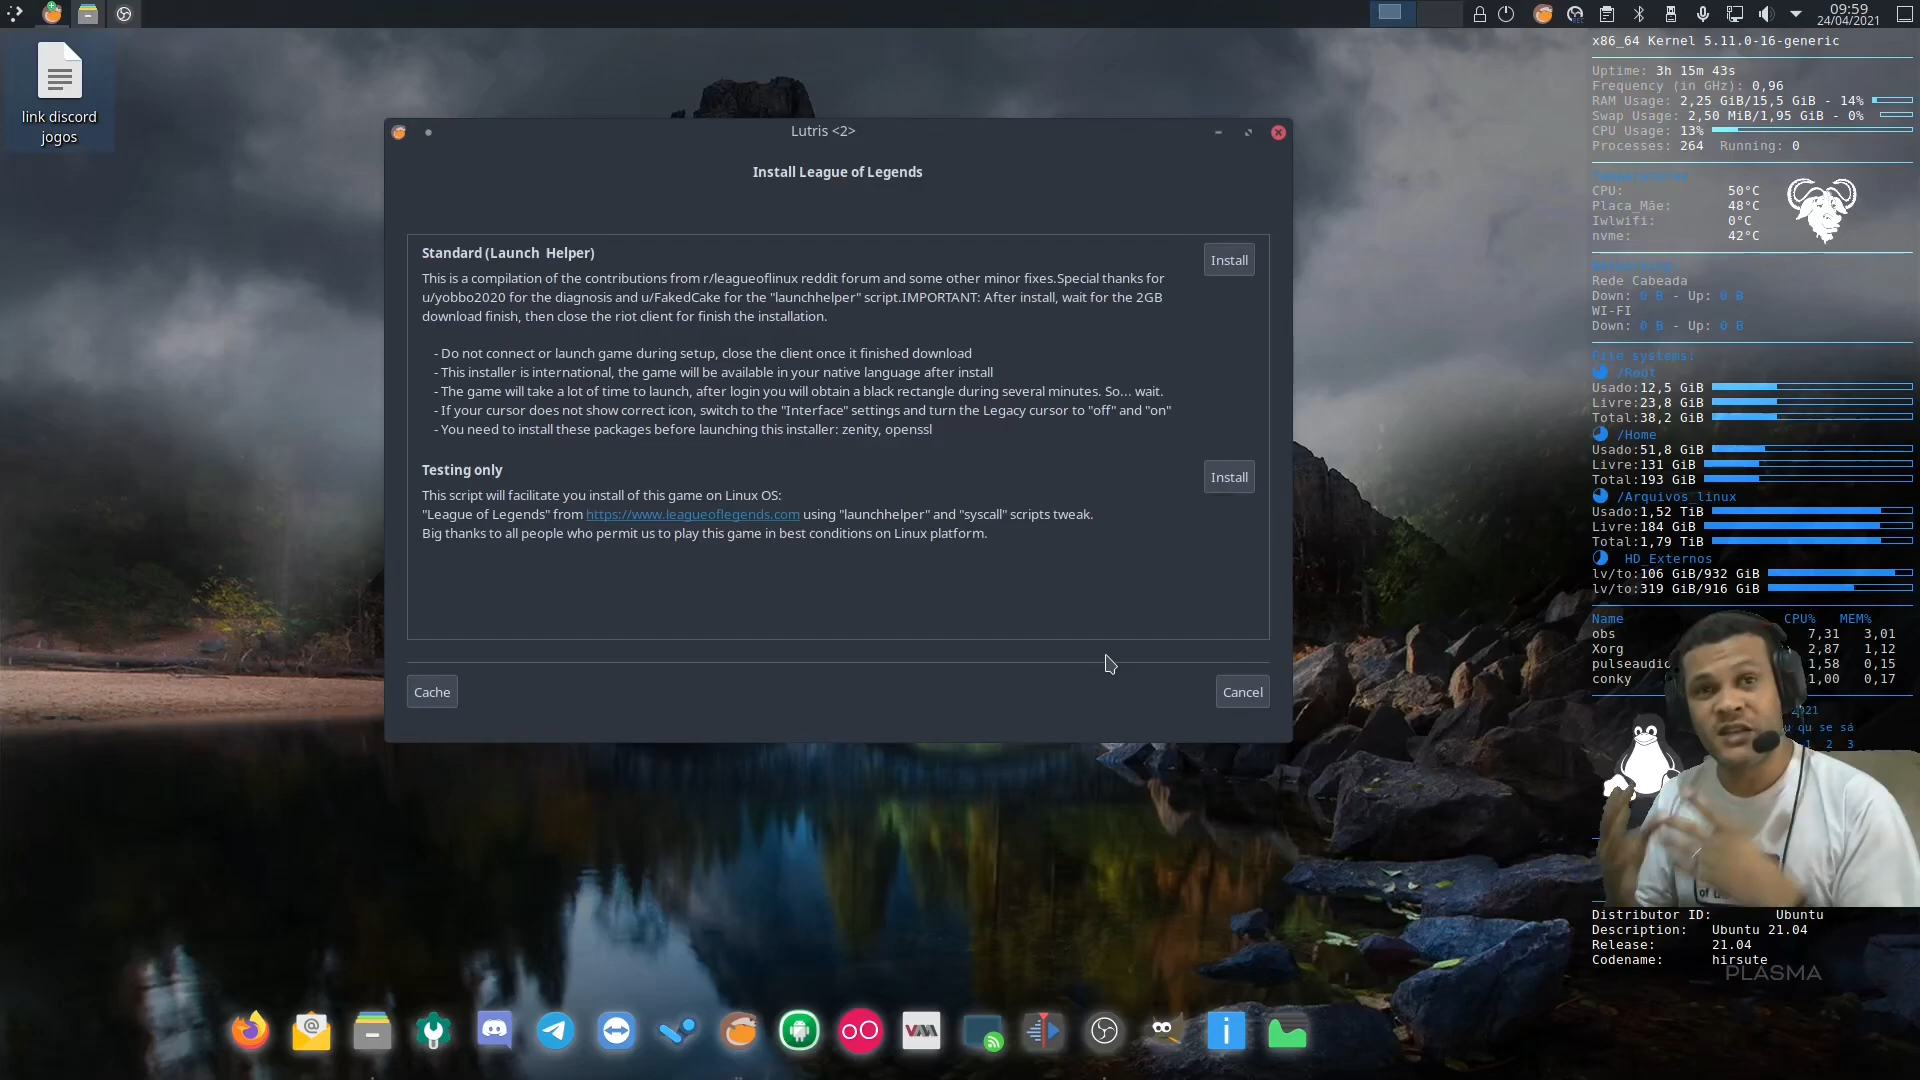 09:59
24/04/2021
link discord
jogos
Lutris <2>
Install League of Legends
Standard (Launch Helper)
Install
This is a compilation of the contributions from r/leagueoflinux reddit forum and some other minor fixes.Special thanks for
u/yobbo2020 for the diagnosis and u/FakedCake for the "launchhelper" script.IMPORTANT: After install, wait for the 2GB
download finish, then close the riot client for finish the installation.
- Do not connect or launch game during setup, close the client once it finished download
- This installer is international, the game will be available in your native language after install
- The game will take a lot of time to launch, after login you will obtain a black rectangle during several minutes. So... wait.
- If your cursor does not show correct icon, switch to the "Interface" settings and turn the Legacy cursor to "off" and "on"
- You need to install these packages before launching this installer: zenity, openssl
Testing only
Install
This script will facilitate you install of this game on Linux OS:
"League of Legends" from https://www.leagueoflegends.com using "launchhelper" and "syscall" scripts tweak.
Big thanks to all people who permit us to play this game in best conditions on Linux platform.
Cache
Cancel
x86_64 Kernel 5.11.0-16-generic
Uptime: 3h 15m 43s
Frequency (in GHz): 0,96
RAM Usage: 2,25 GiB/15,5 GiB - 14%
Swap Usage: 2,50 MiB/1,95 GiB - 0%
CPU Usage: 13%
Processes: 264 Running: 0
CPU: 50°C
Placa_Mãe: 48°C
Iwlwifi: 0°C
nvme: 42°C
Rede Cabeada
Down: 0 B - Up: 0 B
WI-FI
Down: 0 B - Up: 0 B
File systems:
/Root
Usado:12,5 GiB
Livre:23,8 GiB
Total:38,2 GiB
/Home
Usado:51,8 GiB
Livre:131 GiB
Total:193 GiB
/Arquivos_linux
Usado:1,52 TiB
Livre:184 GiB
Total:1,79 TiB
HD_Externos
lv/to:106 GiB/932 GiB
lv/to:319 GiB/916 GiB
Name CPU% MEM%
obs 7,31 3,01
Xorg 2,87 1,12
pulseaudio 1,58 0,15
conky 1,00 0,17
qu se sá
1 2 3
Distributor ID: Ubuntu
Description: Ubuntu 21.04
Release: 21.04
Codename: hirsute
PLASMA